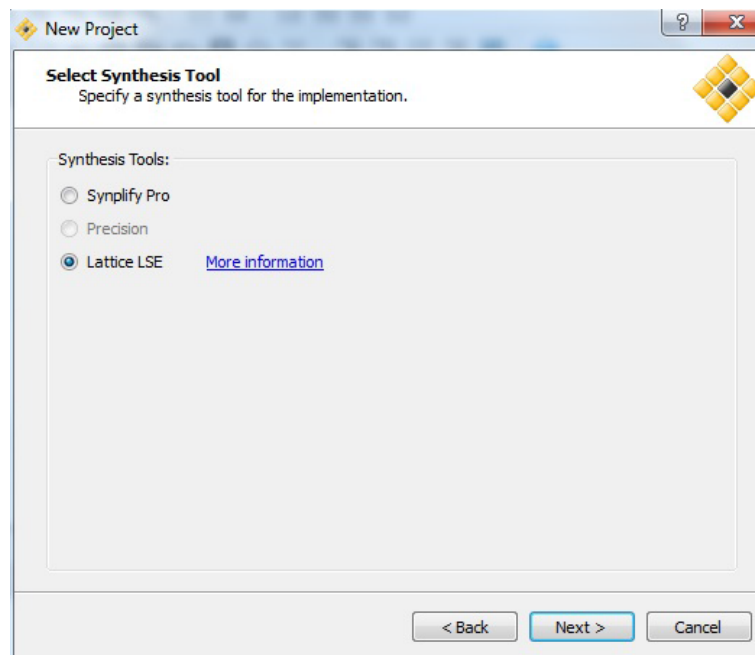 New Project
Select Synthesis Tool
Specify a synthesis tool for the implementation.
Synthesis Tools:
Synplify Pro
Precision
Lattice LSE More information
< Back Next > Cancel